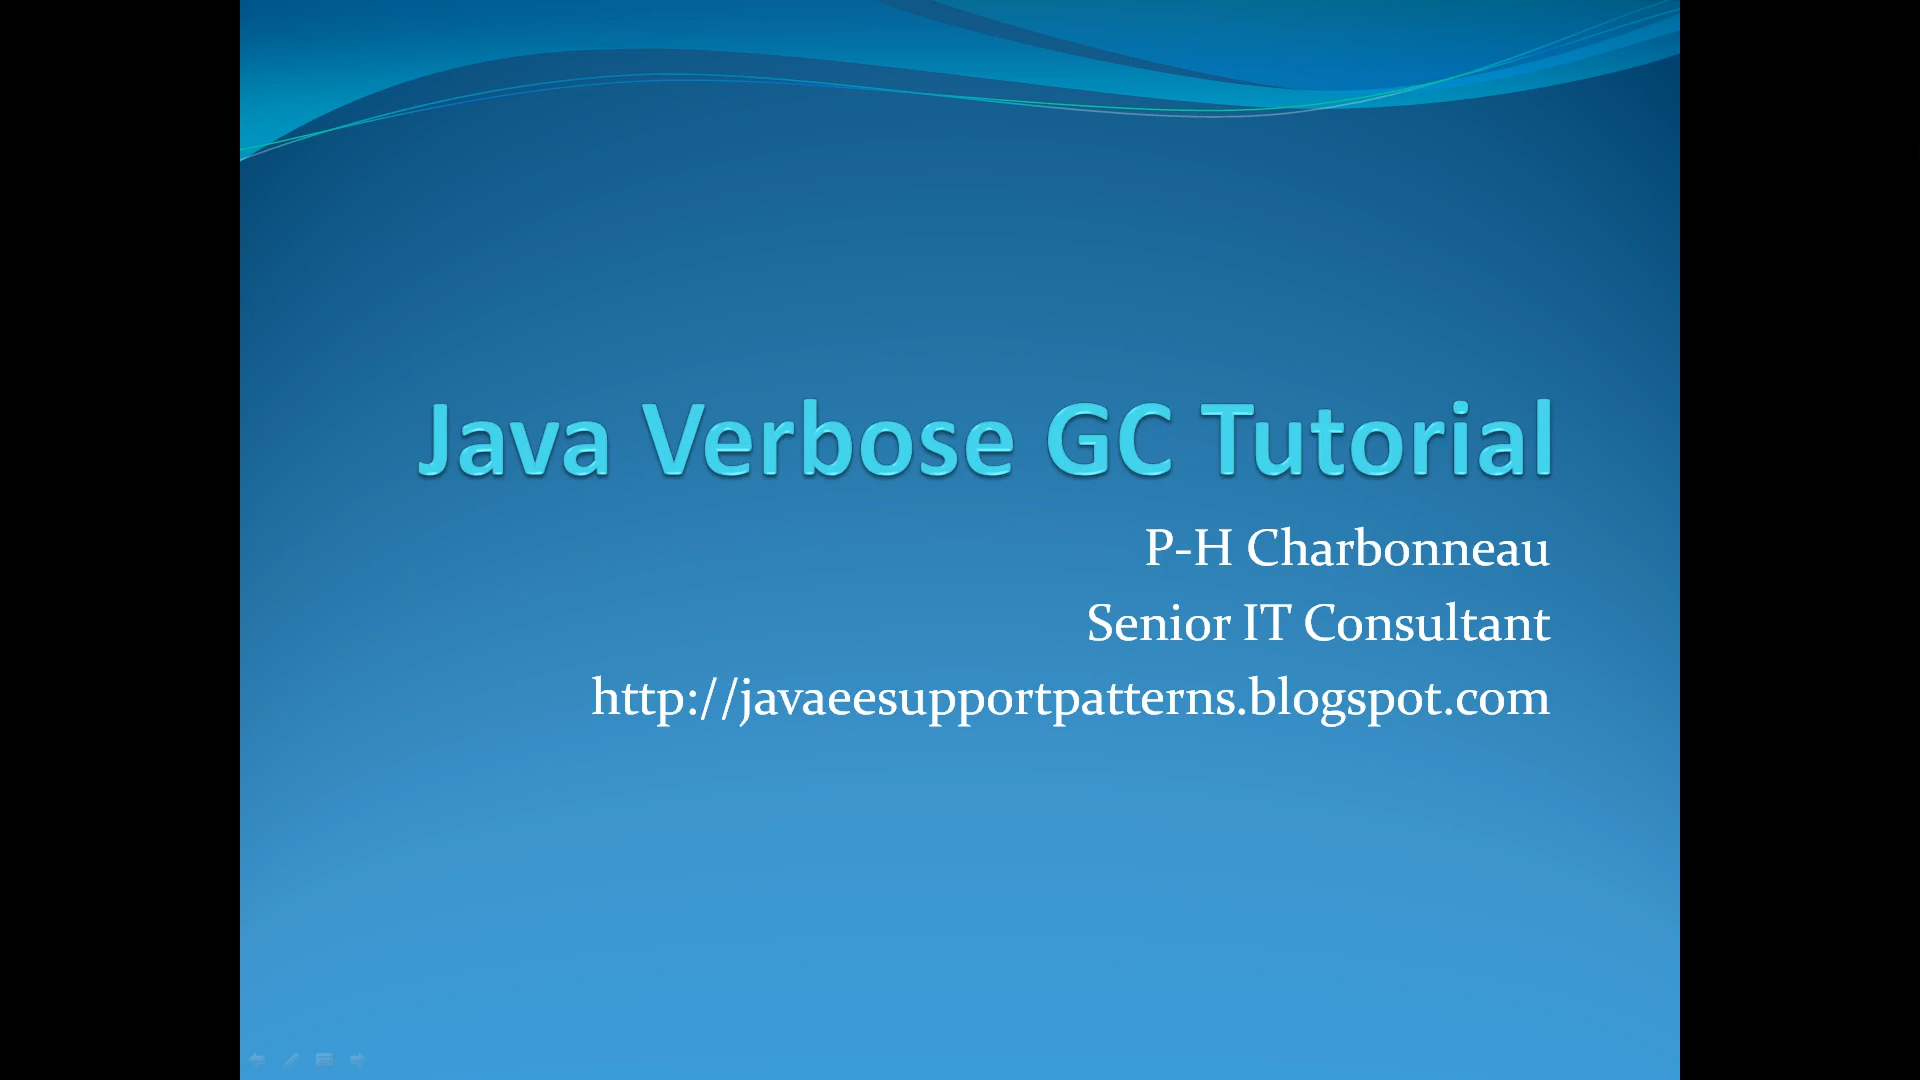 Java Verbose GC Tutorial
P-H Charbonneau
Senior IT Consultant
http://javaeesupportpatterns.blogspot.com